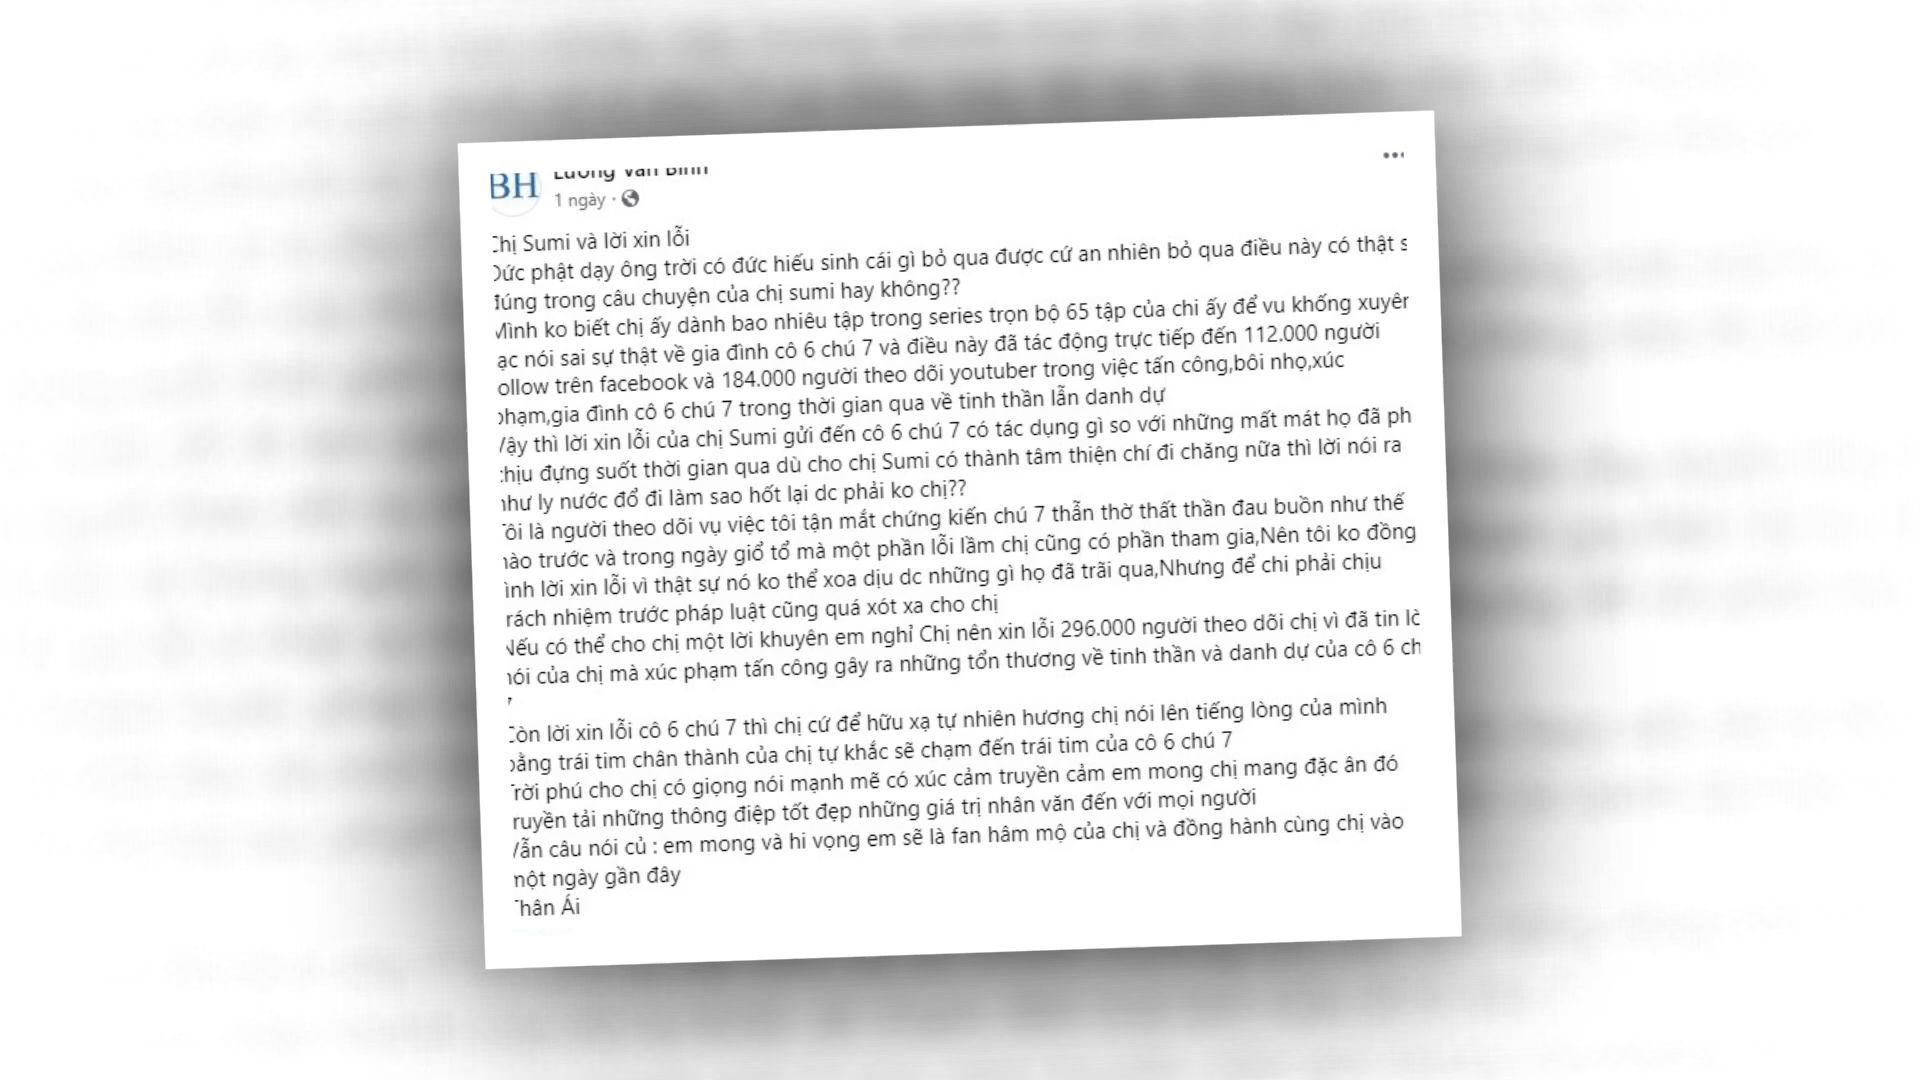 BH
Lương Văn Bình
1 ngày ·
Chị Sumi và lời xin lỗi
Đức phật dạy ông trời có đức hiếu sinh cái gì bỏ qua được cứ an nhiên bỏ qua điều này có thật s
đúng trong câu chuyện của chị sumi hay không??
Mình ko biết chị ấy dành bao nhiêu tập trong series trọn bộ 65 tập của chi ấy để vu khống xuyên
ạc nói sai sự thật về gia đình cô 6 chú 7 và điều này đã tác động trực tiếp đến 112.000 người
ollow trên facebook và 184.000 người theo dõi youtuber trong việc tấn công,bôi nhọ,xúc
phạm,gia đình cô 6 chú 7 trong thời gian qua về tinh thần lẫn danh dự
Vậy thì lời xin lỗi của chị Sumi gửi đến cô 6 chú 7 có tác dụng gì so với những mất mát họ đã ph
chịu đựng suốt thời gian qua dù cho chị Sumi có thành tâm thiện chí đi chăng nữa thì lời nói ra
như ly nước đổ đi làm sao hốt lại dc phải ko chị??
Tôi là người theo dõi vụ việc tôi tận mắt chứng kiến chú 7 thẫn thờ thất thần đau buồn như thế
nào trước và trong ngày giổ tổ mà một phần lỗi lầm chị cũng có phần tham gia,Nên tôi ko đồng
ình lời xin lỗi vì thật sự nó ko thể xoa dịu dc những gì họ đã trãi qua,Nhưng để chi phải chịu
trách nhiệm trước pháp luật cũng quá xót xa cho chị
Nếu có thể cho chị một lời khuyên em nghỉ Chị nên xin lỗi 296.000 người theo dõi chị vì đã tin lờ
nói của chị mà xúc phạm tấn công gây ra những tổn thương về tinh thần và danh dự của cô 6 ch
7
Còn lời xin lỗi cô 6 chú 7 thì chị cứ để hữu xạ tự nhiên hương chị nói lên tiếng lòng của mình
bằng trái tim chân thành của chị tự khắc sẽ chạm đến trái tim của cô 6 chú 7
Trời phú cho chị có giọng nói mạnh mẽ có xúc cảm truyền cảm em mong chị mang đặc ân đó
truyền tải những thông điệp tốt đẹp những giá trị nhân văn đến với mọi người
Vẫn câu nói củ : em mong và hi vọng em sẽ là fan hâm mộ của chị và đồng hành cùng chị vào
một ngày gần đây
Thân Ái